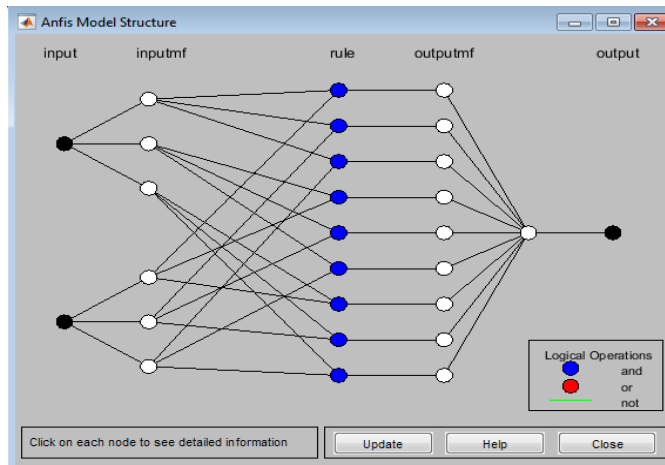 Anfis Model Structure
input inputmf rule outputmf output
Logical Operations
and
or
not
Click on each node to see detailed information
Update Help Close